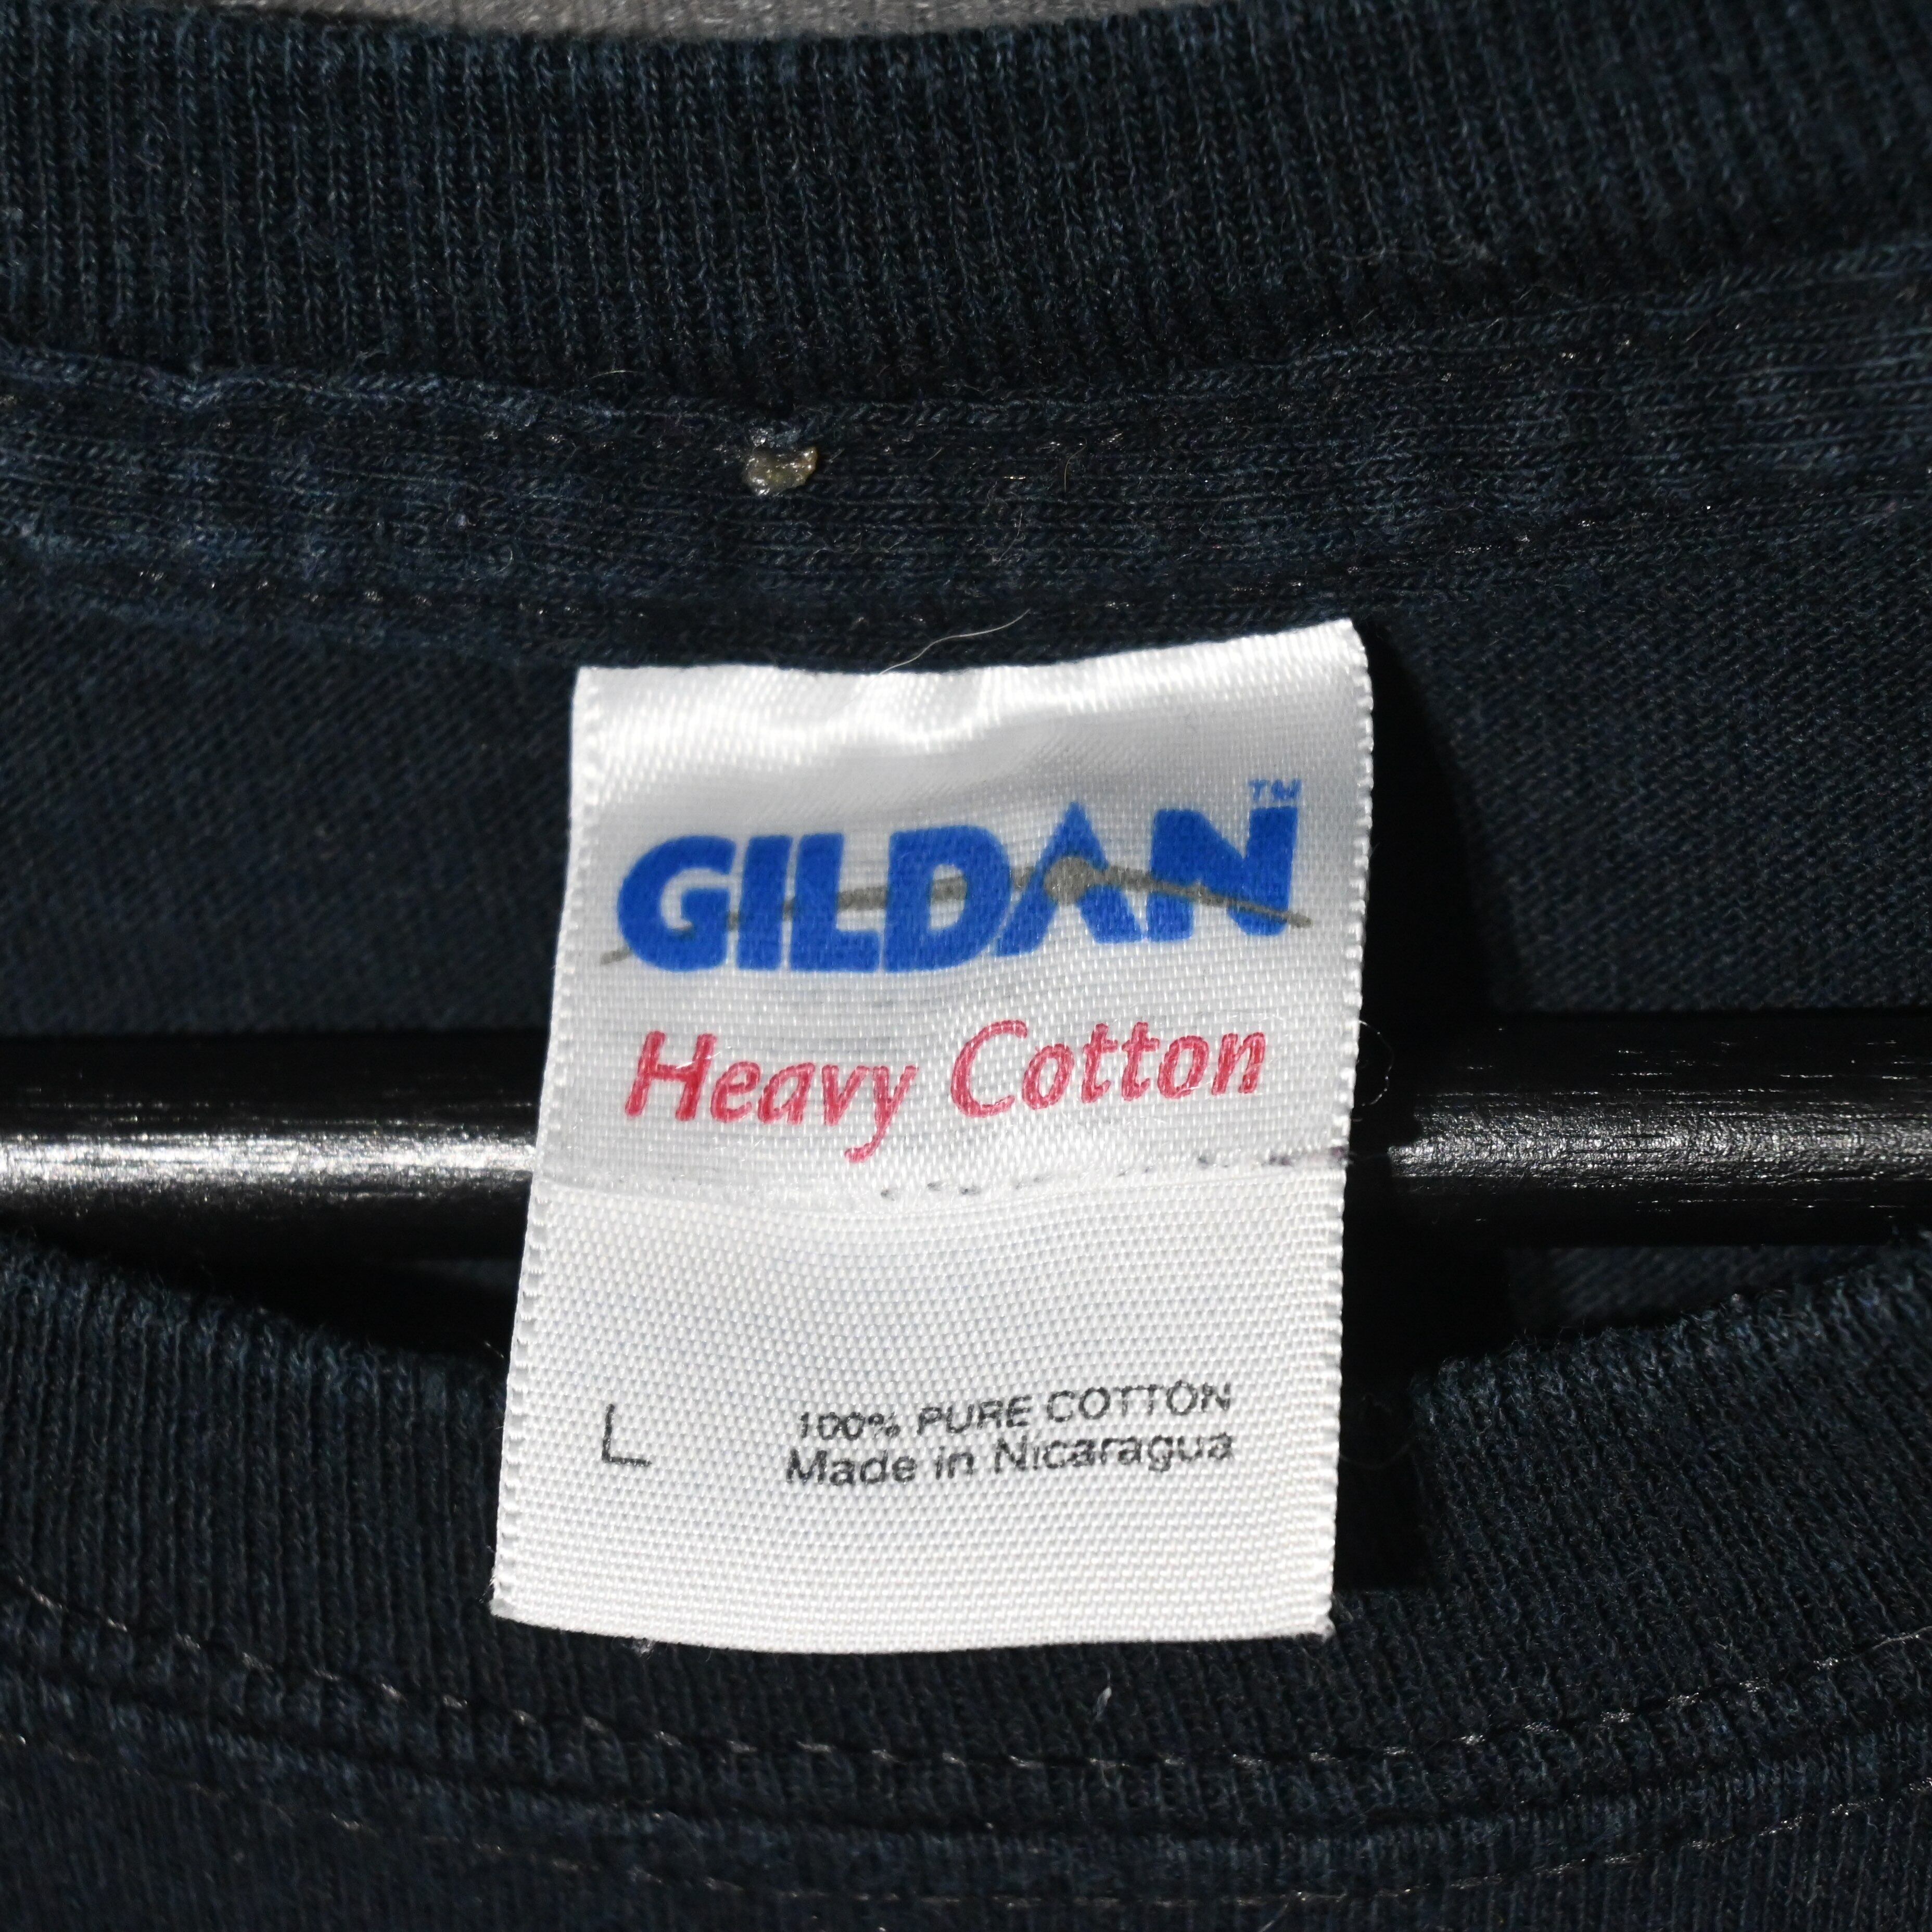 GILDAN™
Heavy Cotton
L 100% PURE COTTON
Made in Nicaragua